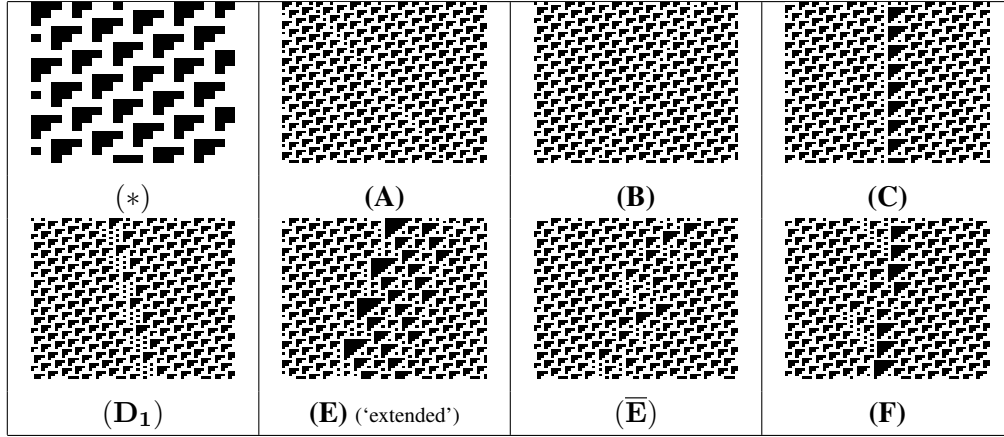 (∗) (A) (B) (C)
(D₁) (E) (‘extended’) (E̅) (F)